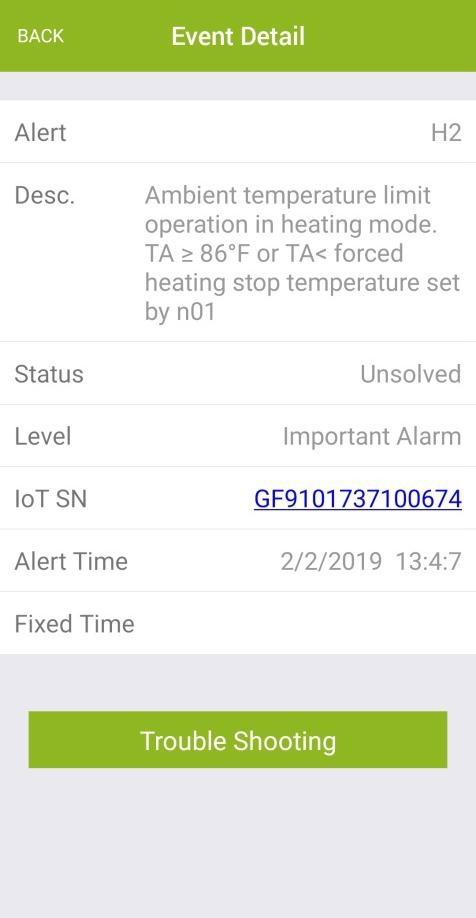 BACK Event Detail
Alert H2
Desc. Ambient temperature limit
operation in heating mode.
TA ≥ 86°F or TA< forced
heating stop temperature set
by n01
Status Unsolved
Level Important Alarm
IoT SN GF9101737100674
Alert Time 2/2/2019 13:4:7
Fixed Time
Trouble Shooting